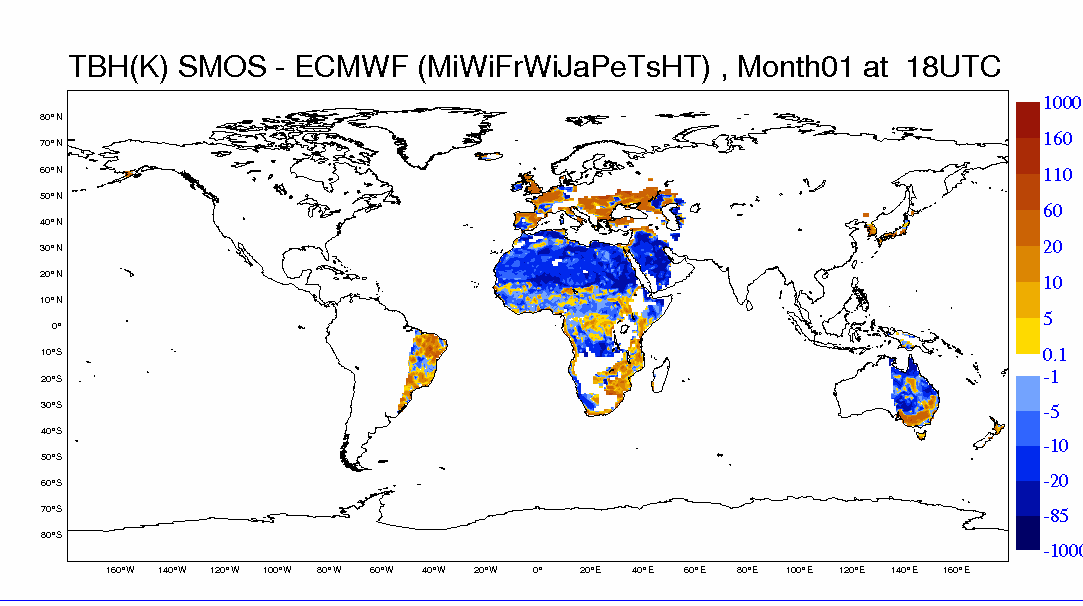 TBH(K) SMOS - ECMWF (MiWiFrWiJaPeTsHT) , Month01 at  18UTC
80°N
70°N
60°N
50°N
40°N
30°N
20°N
10°N
0°
10°S
20°S
30°S
40°S
50°S
60°S
70°S
80°S
160°W 140°W 120°W 100°W 80°W 60°W 40°W 20°W 0° 20°E 40°E 60°E 80°E 100°E 120°E 140°E 160°E
1000
160
110
60
20
10
5
0.1
-1
-5
-10
-20
-85
-1000